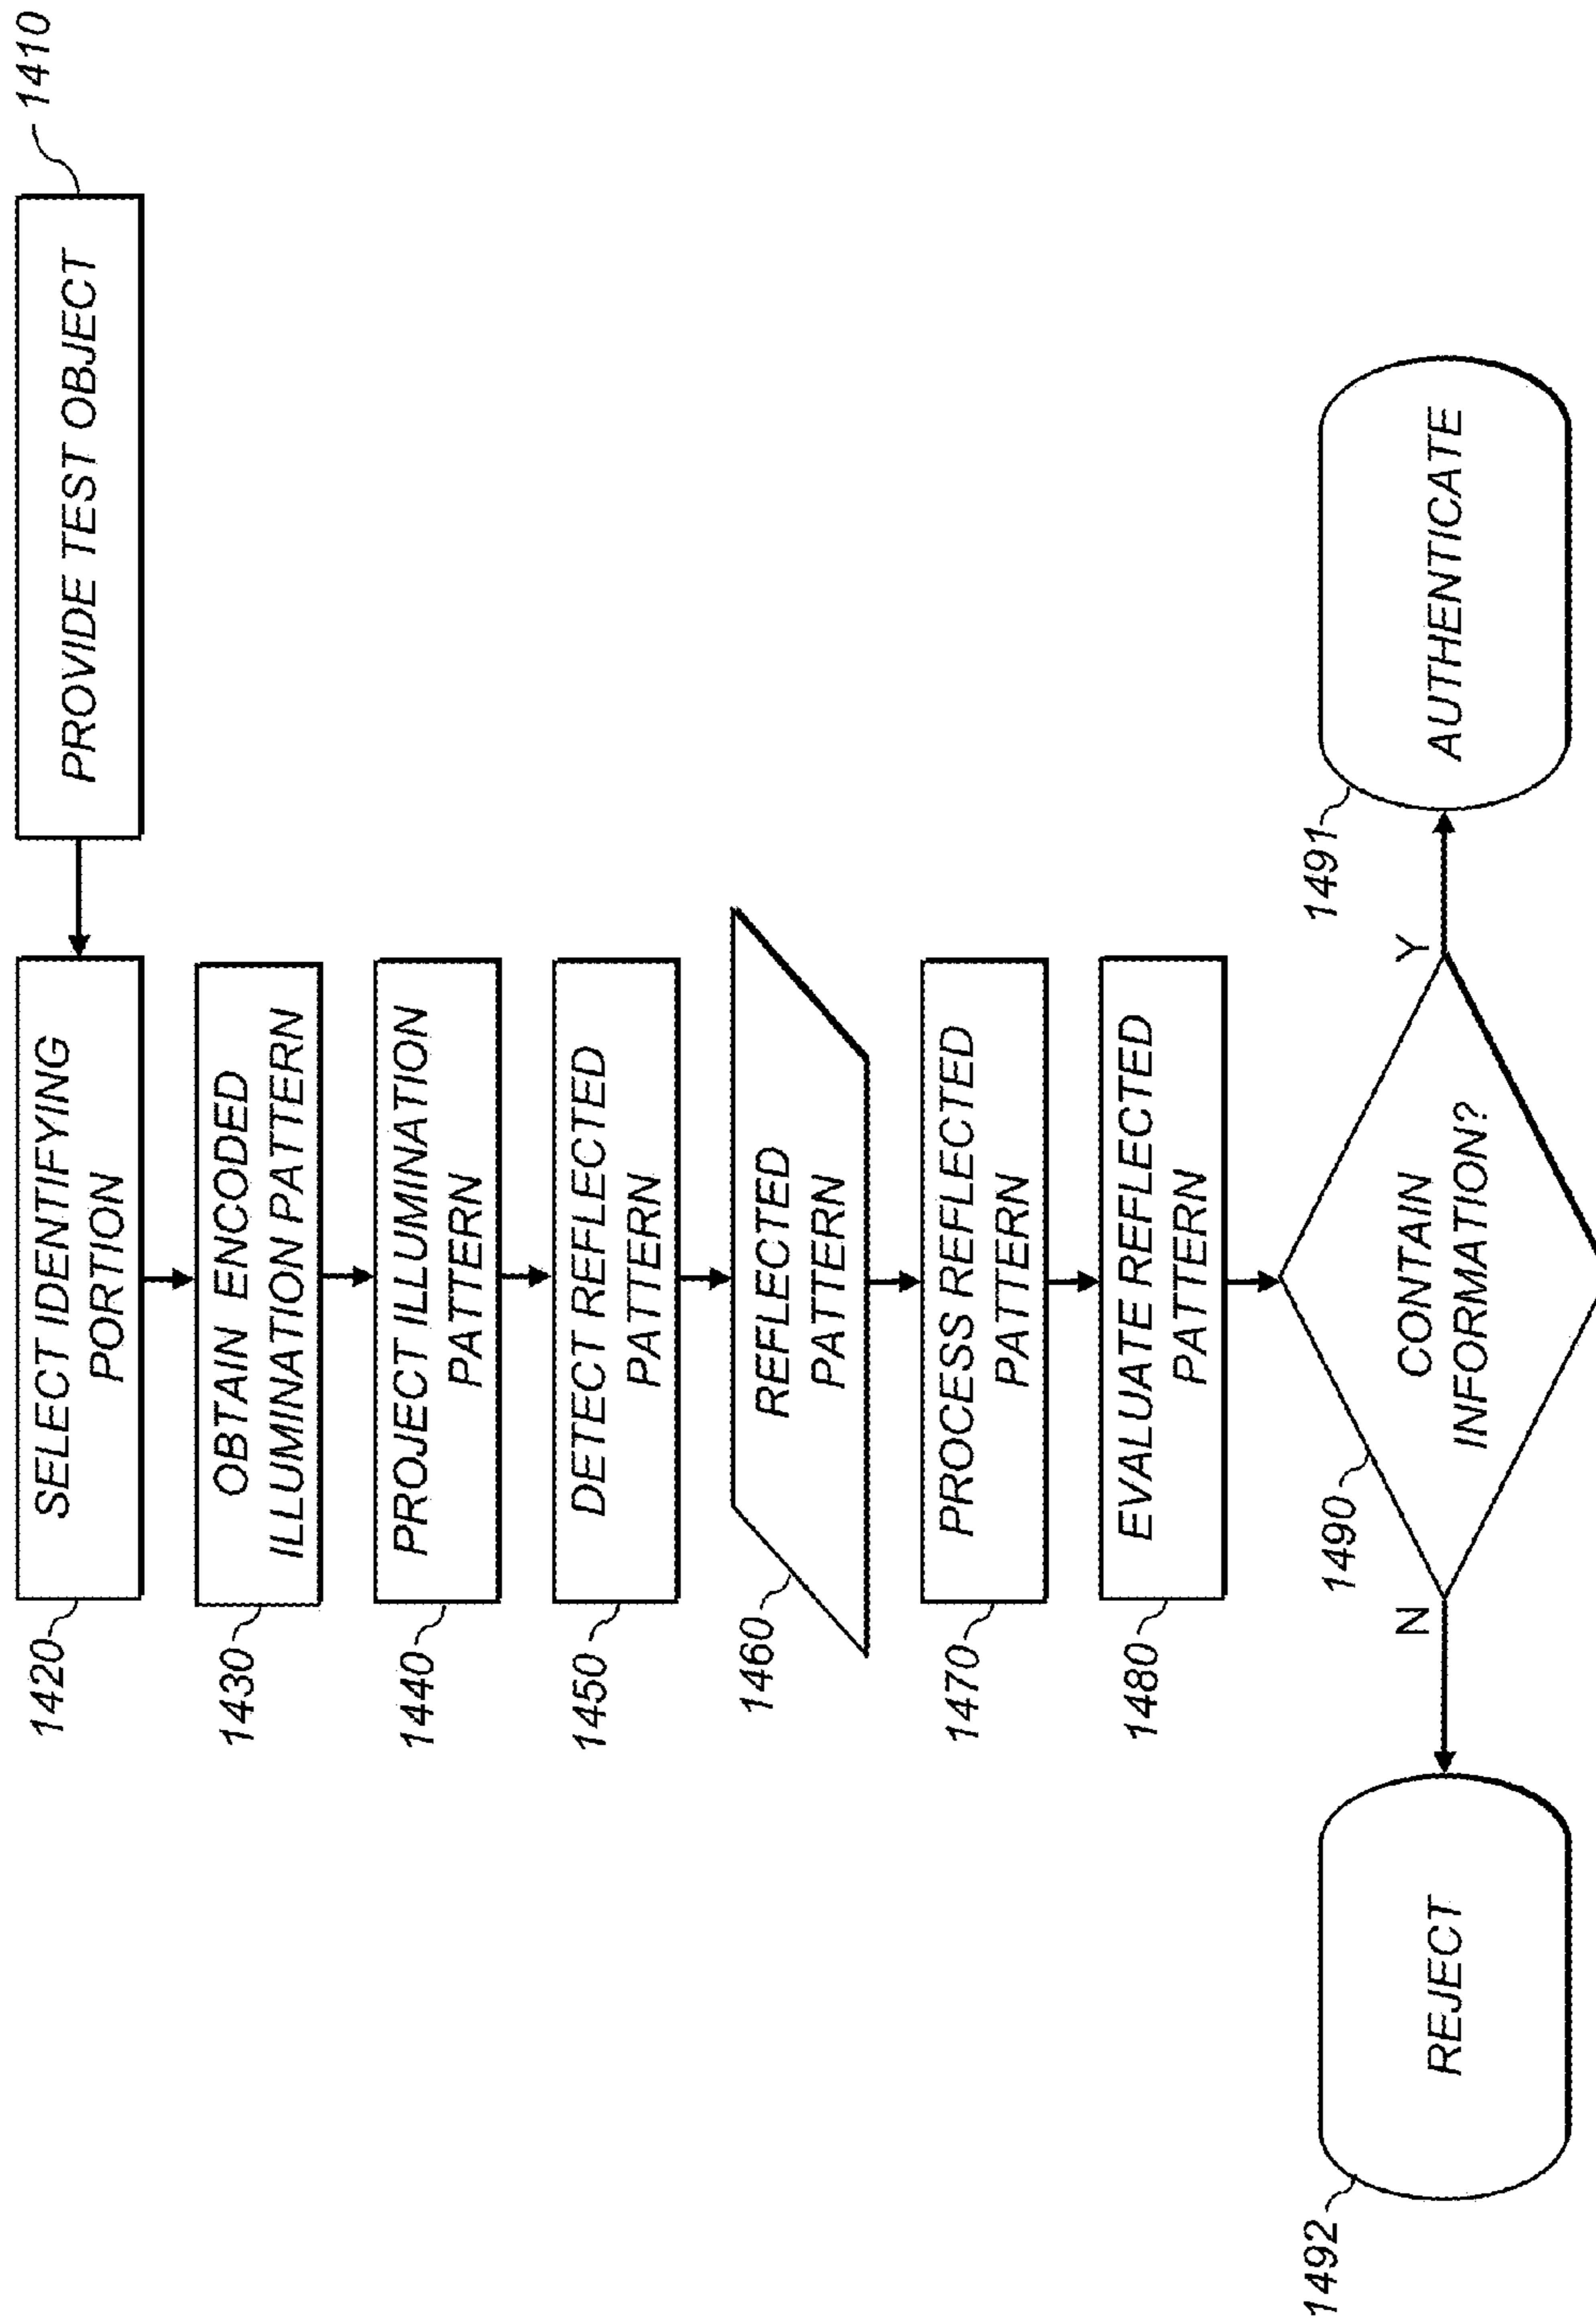 PROVIDE TEST OBJECT
1410
1420
SELECT IDENTIFYING
PORTION
1430
OBTAIN ENCODED
ILLUMINATION PATTERN
1440
PROJECT ILLUMINATION
PATTERN
1450
DETECT REFLECTED
PATTERN
1460
REFLECTED
PATTERN
1470
PROCESS REFLECTED
PATTERN
1480
EVALUATE REFLECTED
PATTERN
1490
CONTAIN
INFORMATION?
N
Y
1492
REJECT
1491
AUTHENTICATE